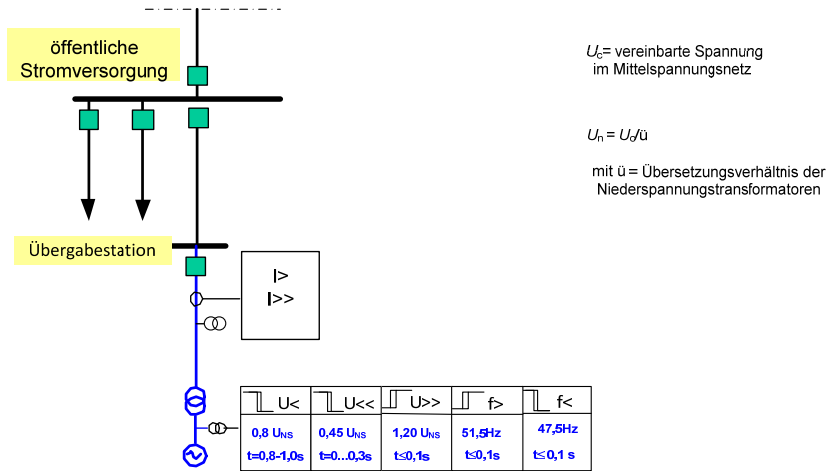 öffentliche
Stromversorgung
Uc= vereinbarte Spannung
im Mittelspannungsnetz
Un = Uc/ü
mit ü = Übersetzungsverhältnis der
Niederspannungstransformatoren
Übergabestation
I>
I>>
U< U<< U>> f> f<
0,8 UNS 0,45 UNS 1,20 UNS 51,5Hz 47,5Hz
t=0,8-1,0s t=0...0,3s t≤0,1s t≤0,1s t≤0,1 s